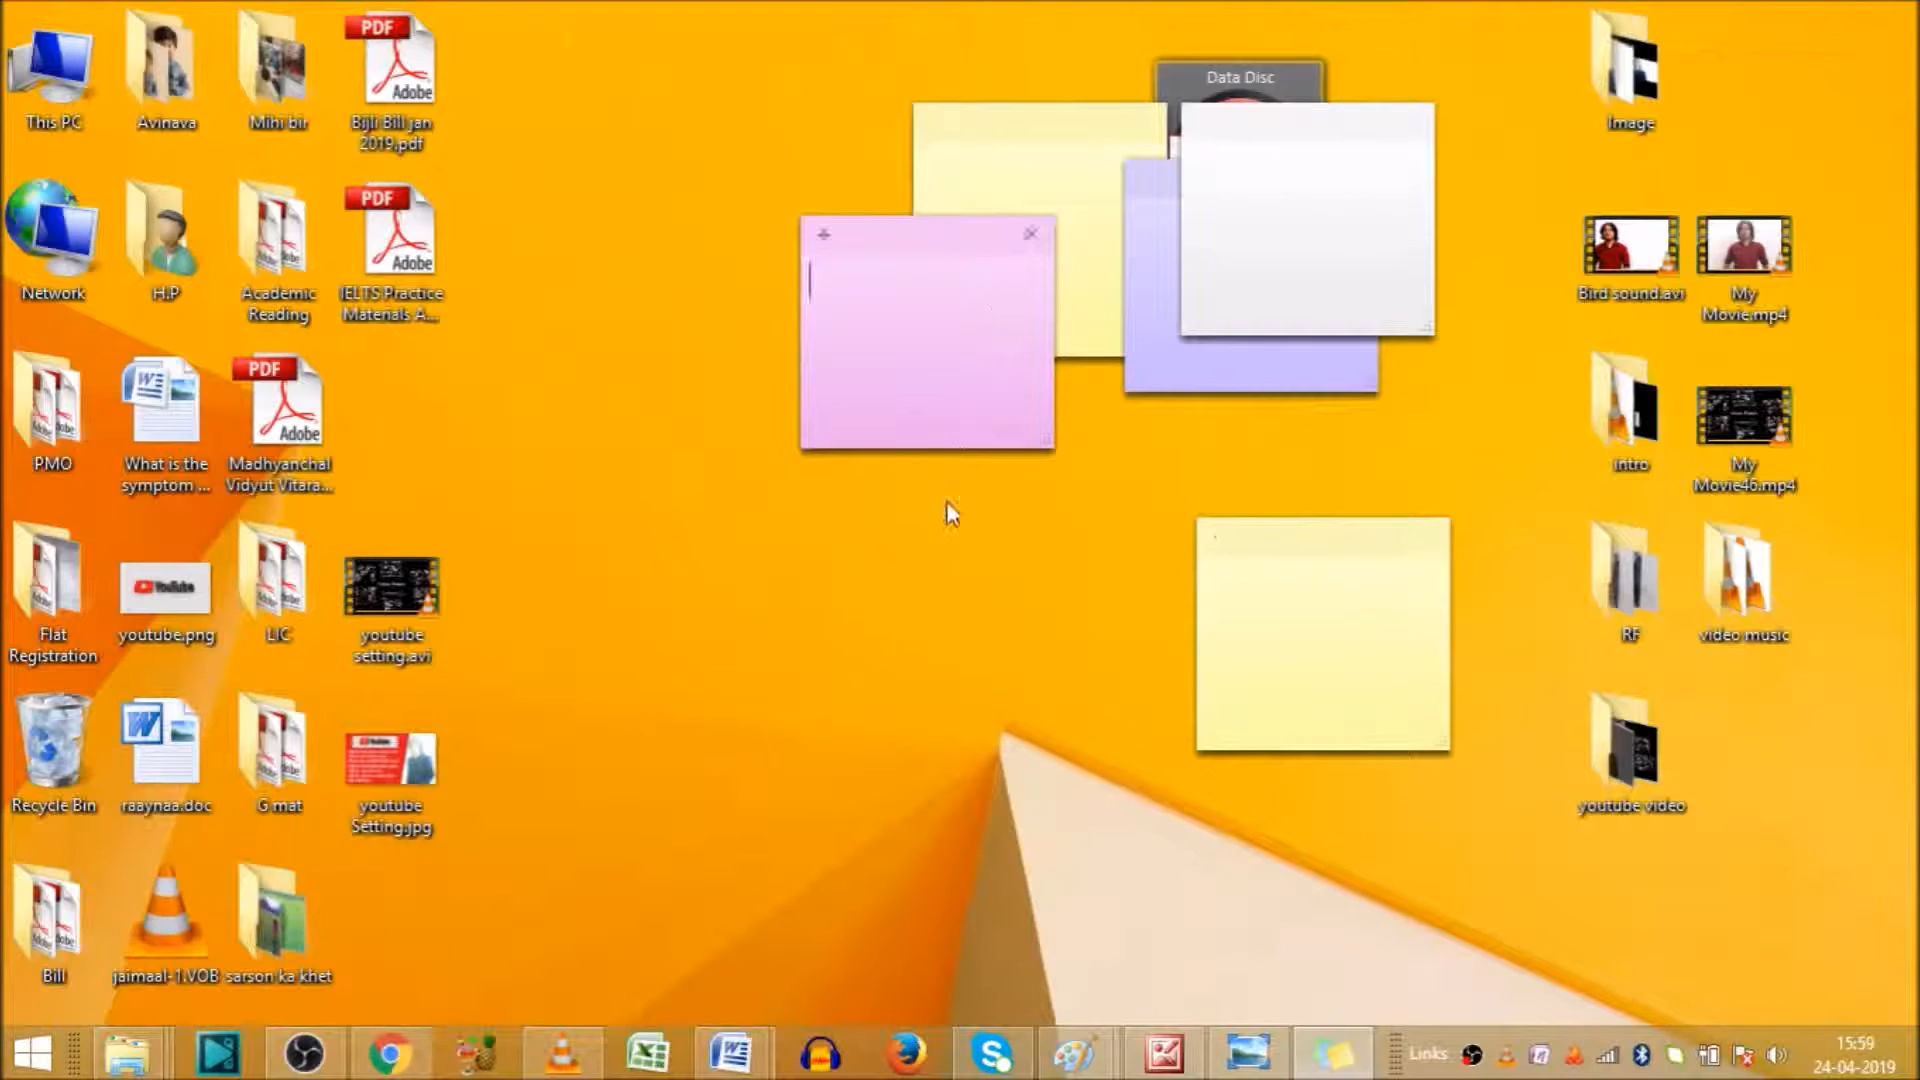 This PC
Avinava
Mihi bir
Bijli Bill jan
2019.pdf
Data Disc
Image
Network
H.P
Academic
Reading
IELTS Practice
Materials A...
Bird sound.avi
My
Movie.mp4
PMO
What is the
symptom ...
Madhyanchal
Vidyut Vitara...
intro
My
Movie46.mp4
Flat
Registration
youtube.png
LIC
youtube
setting.avi
RF
video music
Recycle Bin
raaynaa.doc
G mat
youtube
Setting.jpg
youtube video
Bill
jaimaal-1.VOB
sarson ka khet
PDF
Adobe
PDF
Adobe
PDF
Adobe
YouTube
Links
15:59
24-04-2019